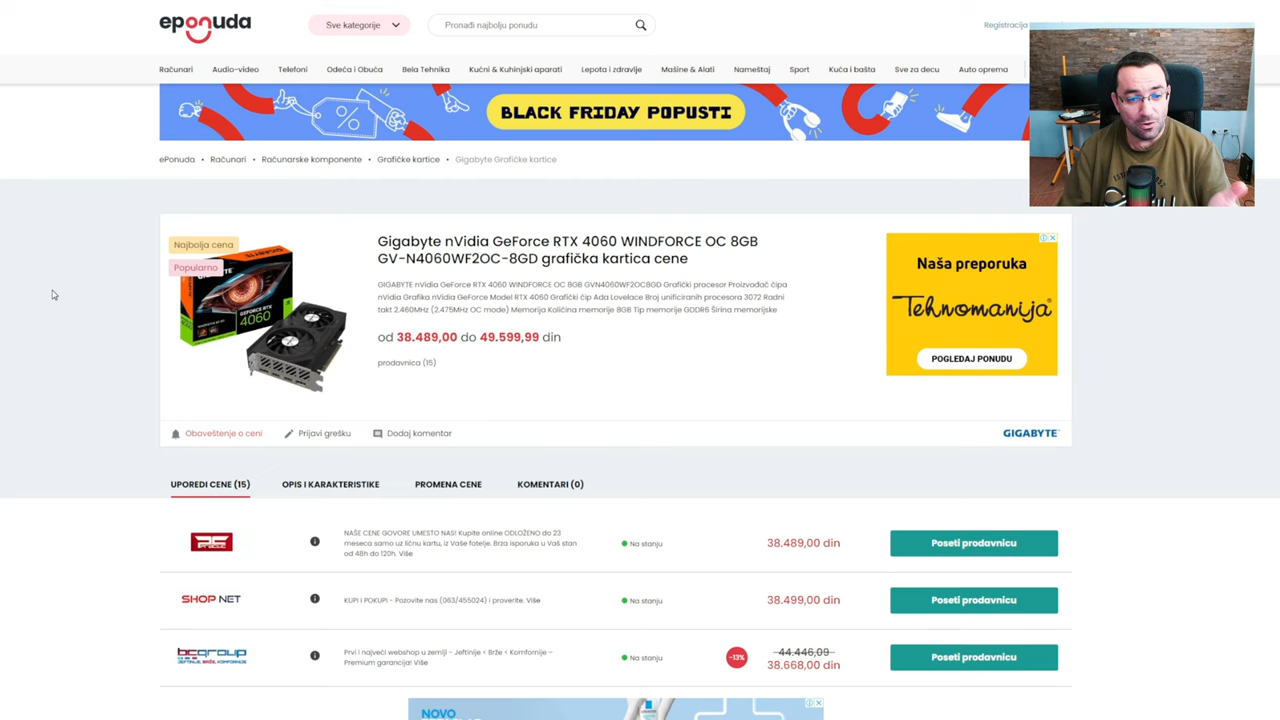 eponuda
Sve kategorije
Pronađi najbolju ponudu
Registracija
Računari
Audio-video
Telefoni
Odeća i Obuća
Bela Tehnika
Kućni & Kuhinjski aparati
Lepota i zdravlje
Mašine & Alati
Nameštaj
Sport
Kuća i bašta
Sve za decu
Auto oprema
BLACK FRIDAY POPUSTI
ePonuda • Računari • Računarske komponente • Grafičke kartice • Gigabyte Grafičke kartice
Najbolja cena
Popularno
GEFORCE RTX
4060
Gigabyte nVidia GeForce RTX 4060 WINDFORCE OC 8GB
GV-N4060WF2OC-8GD grafička kartica cene
GIGABYTE nVidia GeForce RTX 4060 WINDFORCE OC 8GB GVN4060WF2OC8GD Grafički procesor Proizvođač čipa
nVidia Grafika nVidia GeForce Model RTX 4060 Grafički čip Ada Lovelace Broj unificiranih procesora 3072 Radni
takt 2.460MHz (2.475MHz OC mode) Memorija Količina memorije 8GB Tip memorije GDDR6 Širina memorijske
od 38.489,00 do 49.599,99 din
prodavnica (15)
Naša preporuka
Tehnomanija
POGLEDAJ PONUDU
Obaveštenje o ceni
Prijavi grešku
Dodaj komentar
GIGABYTE
UPOREDI CENE (15)
OPIS I KARAKTERISTIKE
PROMENA CENE
KOMENTARI (0)
NAŠE CENE GOVORE UMESTO NAS! Kupite online ODLOŽENO do 23
meseca samo uz ličnu kartu, iz Vaše fotelje. Brza isporuka u Vaš stan
od 48h do 120h. Više
Na stanju
38.489,00 din
Poseti prodavnicu
SHOP NET
KUPI I POKUPI - Pozovite nas (063/455024) i proverite. Više
Na stanju
38.499,00 din
Poseti prodavnicu
bcgroup
JEFTINIJE, BRŽE, KOMFORNIJE
Prvi i najveći webshop u zemlji - Jeftinije < Brže < Komfornije -
Premium garancija! Više
Na stanju
-13%
44.446,09
38.668,00 din
Poseti prodavnicu
NOVO